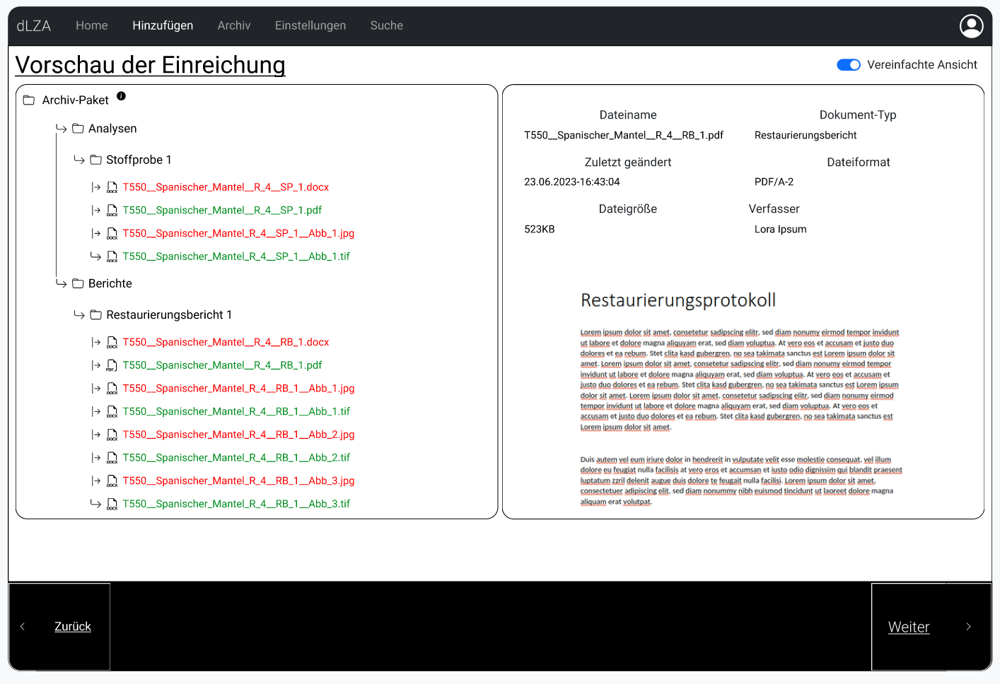 dLZA Home Hinzufügen Archiv Einstellungen Suche
Vorschau der Einreichung
Vereinfachte Ansicht
Archiv-Paket i
Analysen
Stoffprobe 1
DOCX T550__Spanischer_Mantel__R_4__SP_1.docx
DOCX T550__Spanischer_Mantel__R_4__SP_1.pdf
DOCX T550__Spanischer_Mantel_R_4__SP_1__Abb_1.jpg
DOCX T550__Spanischer_Mantel_R_4__SP_1__Abb_1.tif
Berichte
Restaurierungsbericht 1
DOCX T550__Spanischer_Mantel__R_4__RB_1.docx
PDF T550__Spanischer_Mantel__R_4__RB_1.pdf
DOCX T550__Spanischer_Mantel_R_4__RB_1__Abb_1.jpg
DOCX T550__Spanischer_Mantel_R_4__RB_1__Abb_1.tif
DOCX T550__Spanischer_Mantel_R_4__RB_1__Abb_2.jpg
DOCX T550__Spanischer_Mantel_R_4__RB_1__Abb_2.tif
DOCX T550__Spanischer_Mantel_R_4__RB_1__Abb_3.jpg
DOCX T550__Spanischer_Mantel_R_4__RB_1__Abb_3.tif
Dateiname Dokument-Typ
T550__Spanischer_Mantel__R_4__RB_1.pdf Restaurierungsbericht
Zuletzt geändert Dateiformat
23.06.2023-16:43:04 PDF/A-2
Dateigröße Verfasser
523KB Lora Ipsum
Restaurierungsprotokoll
Lorem ipsum dolor sit amet, consetetur sadipscing elitr, sed diam nonumy eirmod tempor invidunt
ut labore et dolore magna aliquyam erat, sed diam voluptua. At vero eos et accusam et justo duo
dolores et ea rebum. Stet clita kasd gubergren, no sea takimata sanctus est Lorem ipsum dolor sit
amet. Lorem ipsum dolor sit amet, consetetur sadipscing elitr, sed diam nonumy eirmod tempor
invidunt ut labore et dolore magna aliquyam erat, sed diam voluptua. At vero eos et accusam et
justo duo dolores et ea rebum. Stet clita kasd gubergren, no sea takimata sanctus est Lorem ipsum
dolor sit amet. Lorem ipsum dolor sit amet, consetetur sadipscing elitr, sed diam nonumy eirmod
tempor invidunt ut labore et dolore magna aliquyam erat, sed diam voluptua. At vero eos et
accusam et justo duo dolores et ea rebum. Stet clita kasd gubergren, no sea takimata sanctus est
Lorem ipsum dolor sit amet.
Duis autem vel eum iriure dolor in hendrerit in vulputate velit esse molestie consequat, vel illum
dolore eu feugiat nulla facilisis at vero eros et accumsan et iusto odio dignissim qui blandit praesent
luptatum zzril delenit augue duis dolore te feugait nulla facilisi. Lorem ipsum dolor sit amet,
consectetuer adipiscing elit, sed diam nonummy nibh euismod tincidunt ut laoreet dolore magna
aliquam erat volutpat.
Zurück
Weiter